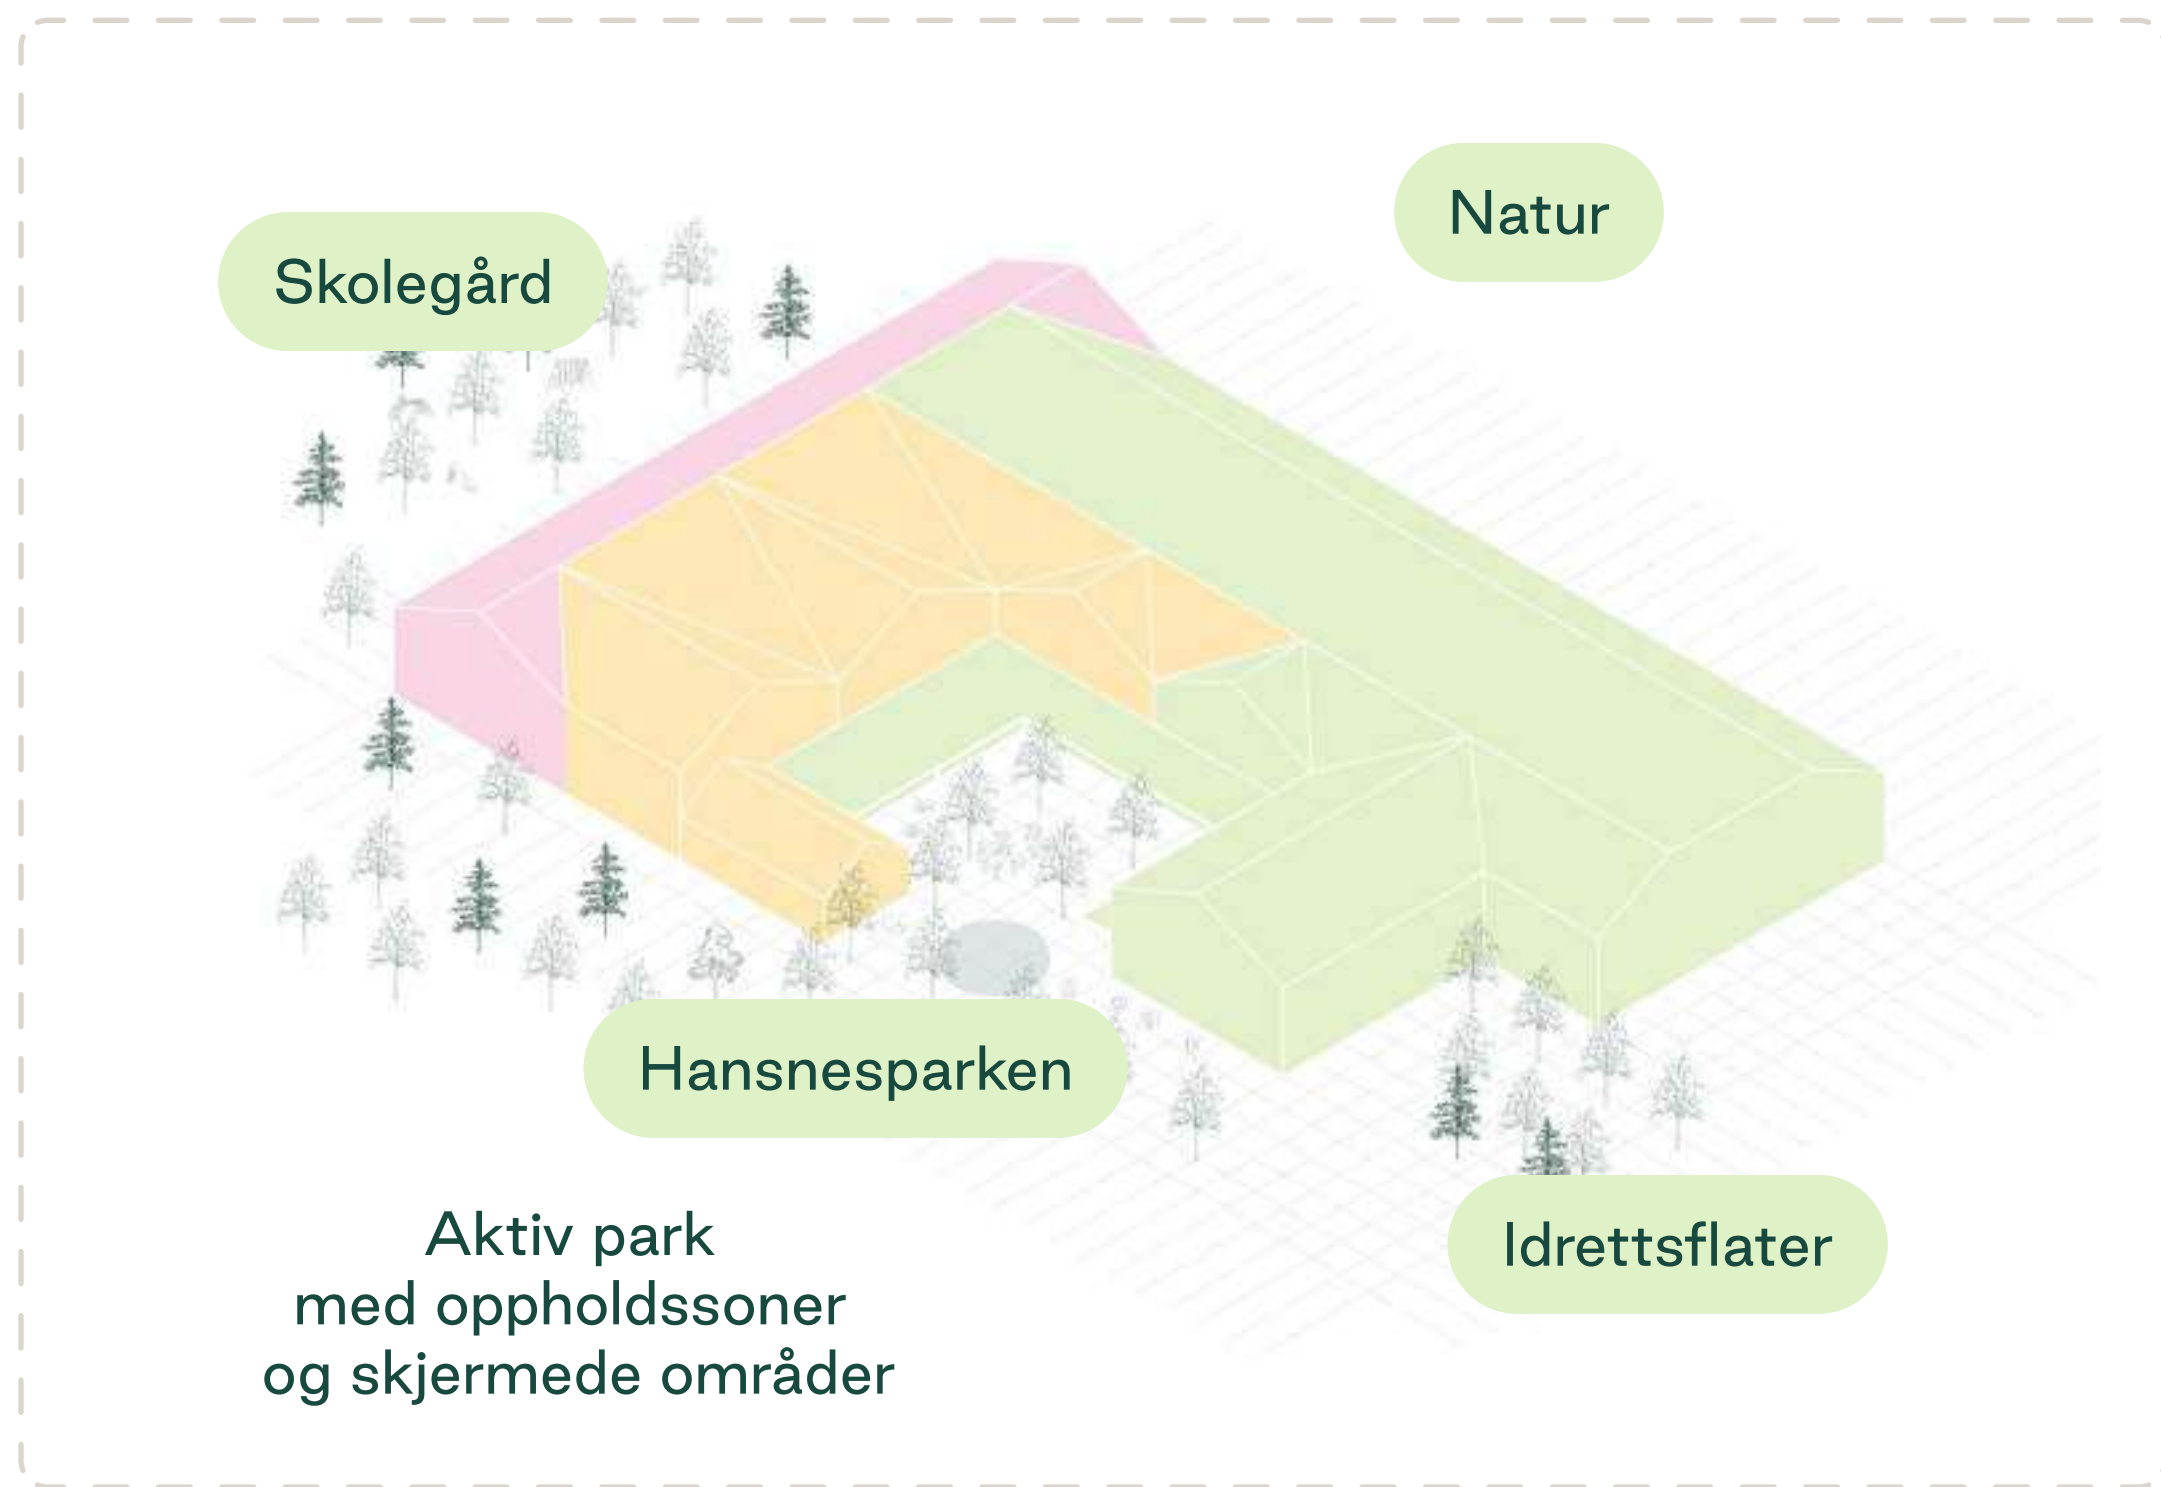 Natur
Skolegård
Hansnesparken
Aktiv park
med oppholdssoner
og skjermede områder
Idrettsflater